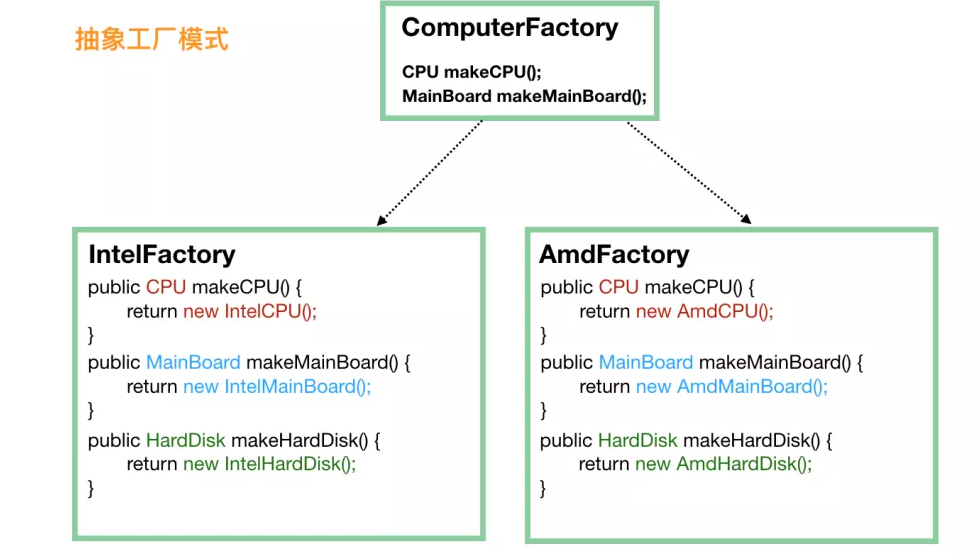 抽象工厂模式
ComputerFactory
CPU makeCPU();
MainBoard makeMainBoard();
IntelFactory
public CPU makeCPU() {
return new IntelCPU();
}
public MainBoard makeMainBoard() {
return new IntelMainBoard();
}
public HardDisk makeHardDisk() {
return new IntelHardDisk();
}
AmdFactory
public CPU makeCPU() {
return new AmdCPU();
}
public MainBoard makeMainBoard() {
return new AmdMainBoard();
}
public HardDisk makeHardDisk() {
return new AmdHardDisk();
}